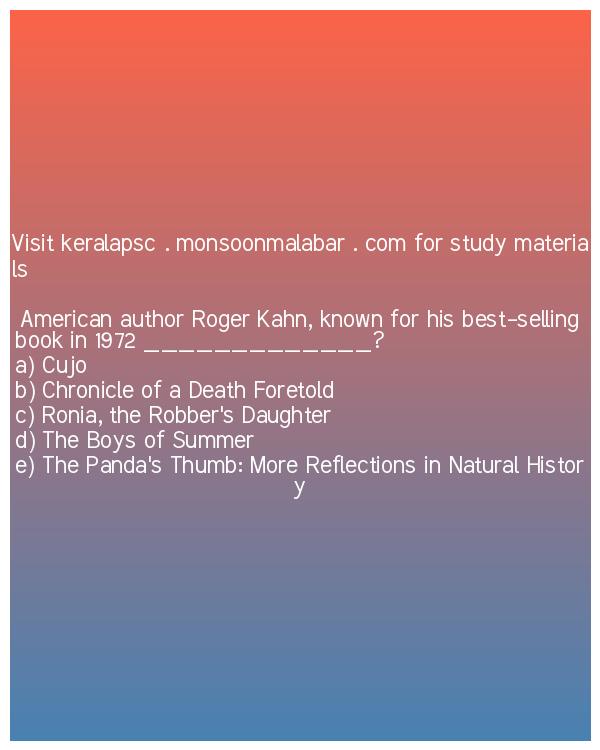 Visit keralapsc . monsoonmalabar . com for study materia
ls
American author Roger Kahn, known for his best-selling
book in 1972 _____________?
a) Cujo
b) Chronicle of a Death Foretold
c) Ronia, the Robber's Daughter
d) The Boys of Summer
e) The Panda's Thumb: More Reflections in Natural Histor
y